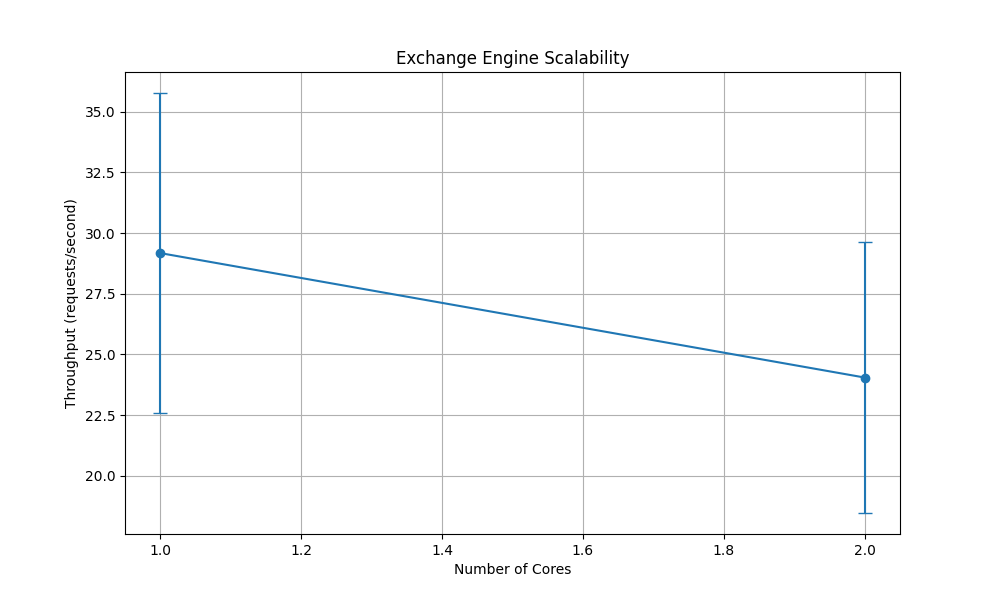 Exchange Engine Scalability
Throughput (requests/second)
35.0
32.5
30.0
27.5
25.0
22.5
20.0
1.0 1.2 1.4 1.6 1.8 2.0
Number of Cores